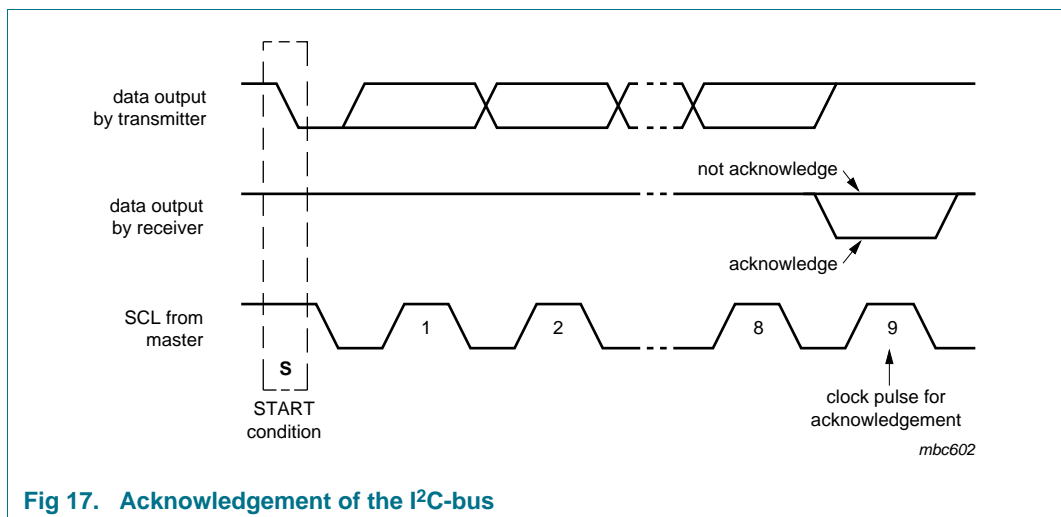 data output
by transmitter
not acknowledge
data output
by receiver
acknowledge
SCL from
master
1
2
8
9
S
START
condition
clock pulse for
acknowledgement
mbc602
Fig 17. Acknowledgement of the I²C-bus